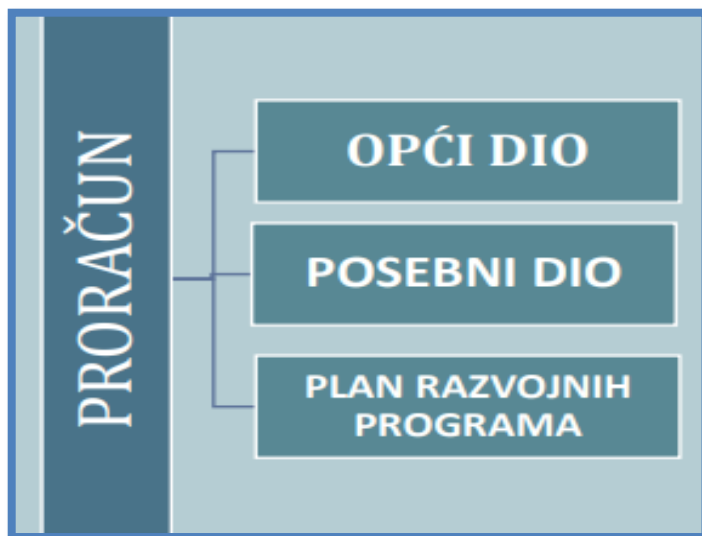 PRORAČUN
OPĆI DIO
POSEBNI DIO
PLAN RAZVOJNIH
PROGRAMA